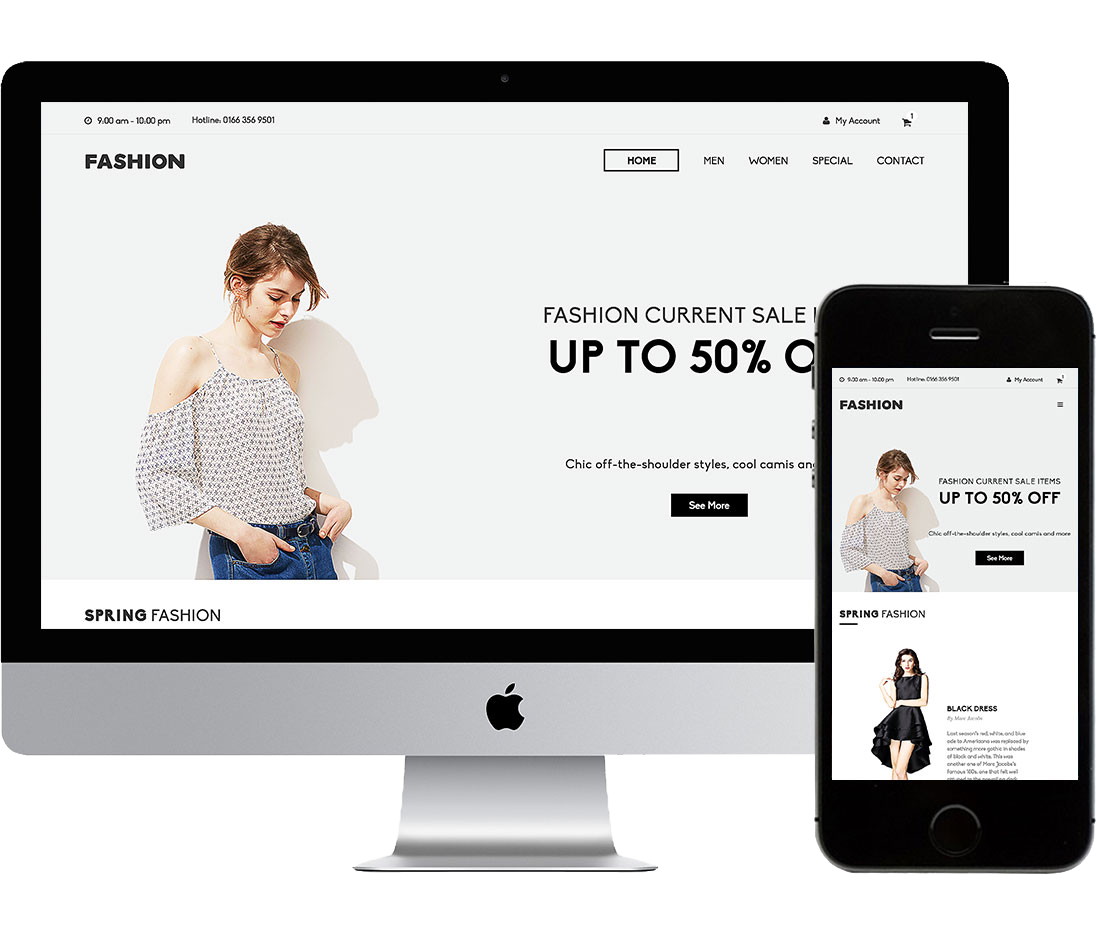 9:00 am - 10:00 pm Hotline: 0166 356 9501 My Account 1
FASHION HOME MEN WOMEN SPECIAL CONTACT
FASHION CURRENT SALE
UP TO 50% O
Chic off-the-shoulder styles, cool camis an
See More
SPRING FASHION
9:00 am - 10:00 pm Hotline: 0166 356 9501 My Account 1
FASHION
FASHION CURRENT SALE ITEMS
UP TO 50% OFF
Chic off-the-shoulder styles, cool camis and more
See More
SPRING FASHION
BLACK DRESS
By Marc Jacobs
Last season's red, white, and blue
ode to Americana was replaced by
something more gothic in shades
of black and white. This was
another one of Marc Jacobs's
famous 180s, one that felt well